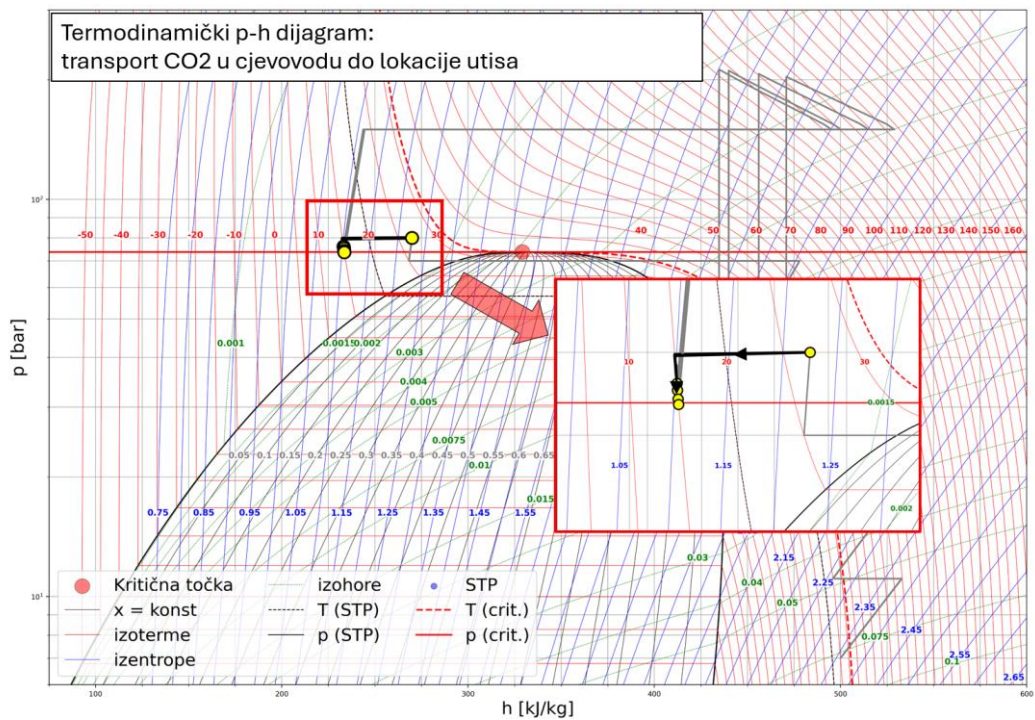 Termodinamički p-h dijagram:
transport CO2 u cjevovodu do lokacije utisa
p [bar]
10²
10¹
-50 -40 -30 -20 -10 0 10 20 30 40 50 60 70 80 90 100 110 120 130 140 150 160
0.001 0.0015 0.002
0.003
0.004
0.005
0.0075
0.05 0.1 0.15 0.2 0.25 0.3 0.35 0.4 0.45 0.5 0.55 0.6 0.65
0.01
0.015
0.75 0.85 0.95 1.05 1.15 1.25 1.35 1.45 1.55
10 20 30
0.0015
1.05 1.15 1.25
0.002
0.03
2.15
0.04
2.25
0.05
2.35
0.075
2.45
2.55
0.1
2.65
Kritična točka
x = konst
izoterme
izentrope
izohore
T (STP)
p (STP)
STP
T (crit.)
p (crit.)
100 200 300 400 500 600
h [kJ/kg]